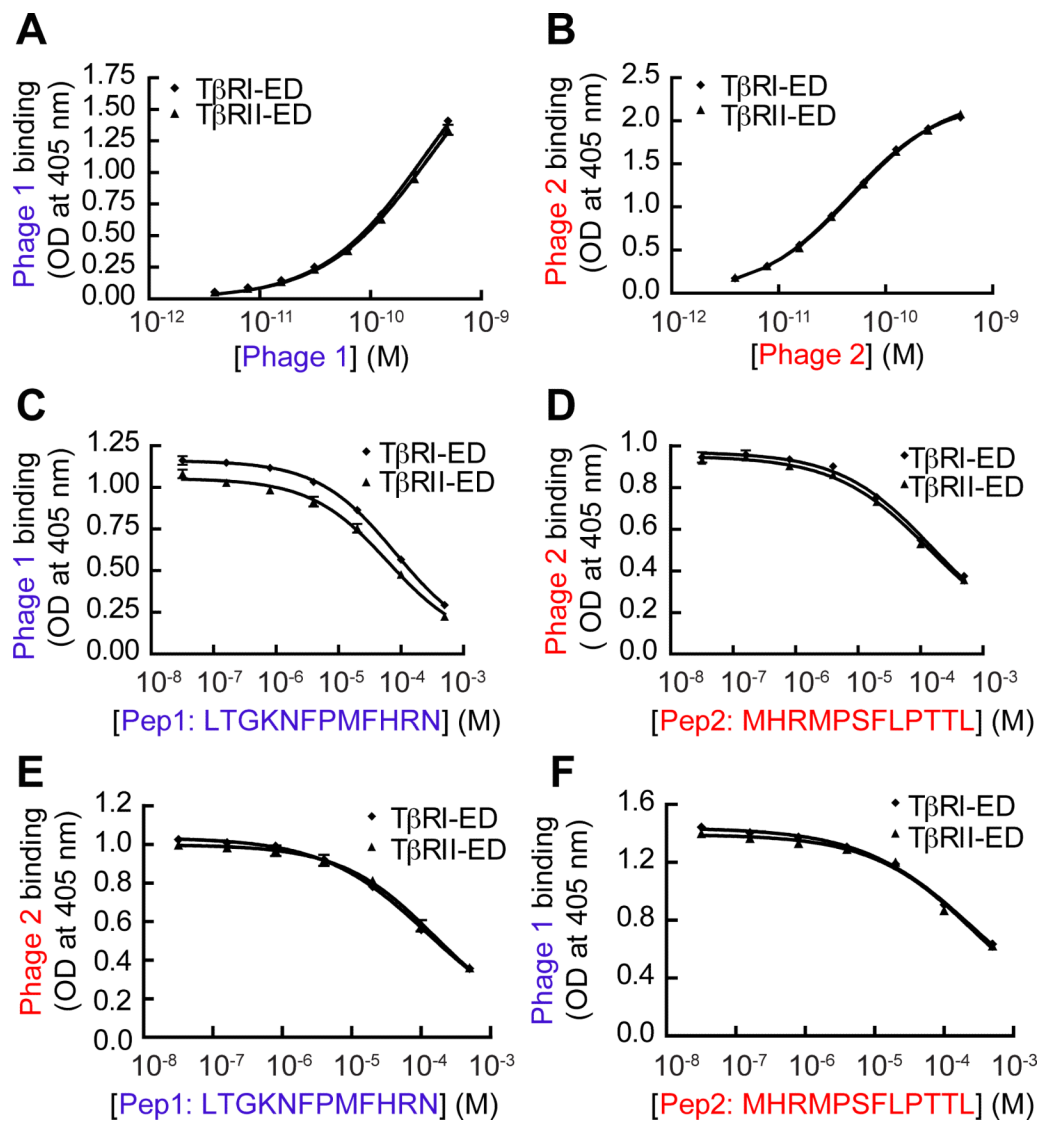 A
Phage 1 binding
(OD at 405 nm)
1.75
1.50
1.25
1.00
0.75
0.50
0.25
0.00
TβRI-ED
TβRII-ED
10-12
10-11
10-10
10-9
[Phage 1] (M)
B
Phage 2 binding
(OD at 405 nm)
2.5
2.0
1.5
1.0
0.5
0.0
TβRI-ED
TβRII-ED
10-12
10-11
10-10
10-9
[Phage 2] (M)
C
Phage 1 binding
(OD at 405 nm)
1.25
1.00
0.75
0.50
0.25
0.00
TβRI-ED
TβRII-ED
10-8
10-7
10-6
10-5
10-4
10-3
[Pep1: LTGKNFPMFHRN] (M)
D
Phage 2 binding
( OD at 405 nm)
1.0
0.8
0.6
0.4
0.2
0.0
TβRI-ED
TβRII-ED
10-8
10-7
10-6
10-5
10-4
10-3
[Pep2: MHRMPSFLPTTL] (M)
E
Phage 2 binding
(OD at 405 nm)
1.2
1.0
0.8
0.6
0.4
0.2
0.0
TβRI-ED
TβRII-ED
10-8
10-7
10-6
10-5
10-4
10-3
[Pep1: LTGKNFPMFHRN] (M)
F
Phage 1 binding
(OD at 405 nm)
1.6
1.2
0.8
0.4
0.0
TβRI-ED
TβRII-ED
10-8
10-7
10-6
10-5
10-4
10-3
[Pep2: MHRMPSFLPTTL] (M)